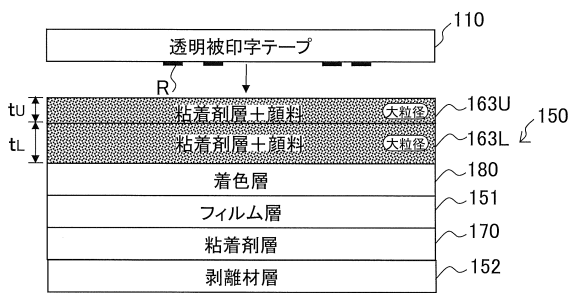 110
透明被印字テープ
R
tU
粘着剤層＋顔料
大粒径
163U
150
tL
粘着剤層＋顔料
大粒径
163L
着色層
180
フィルム層
151
粘着剤層
170
剥離材層
152